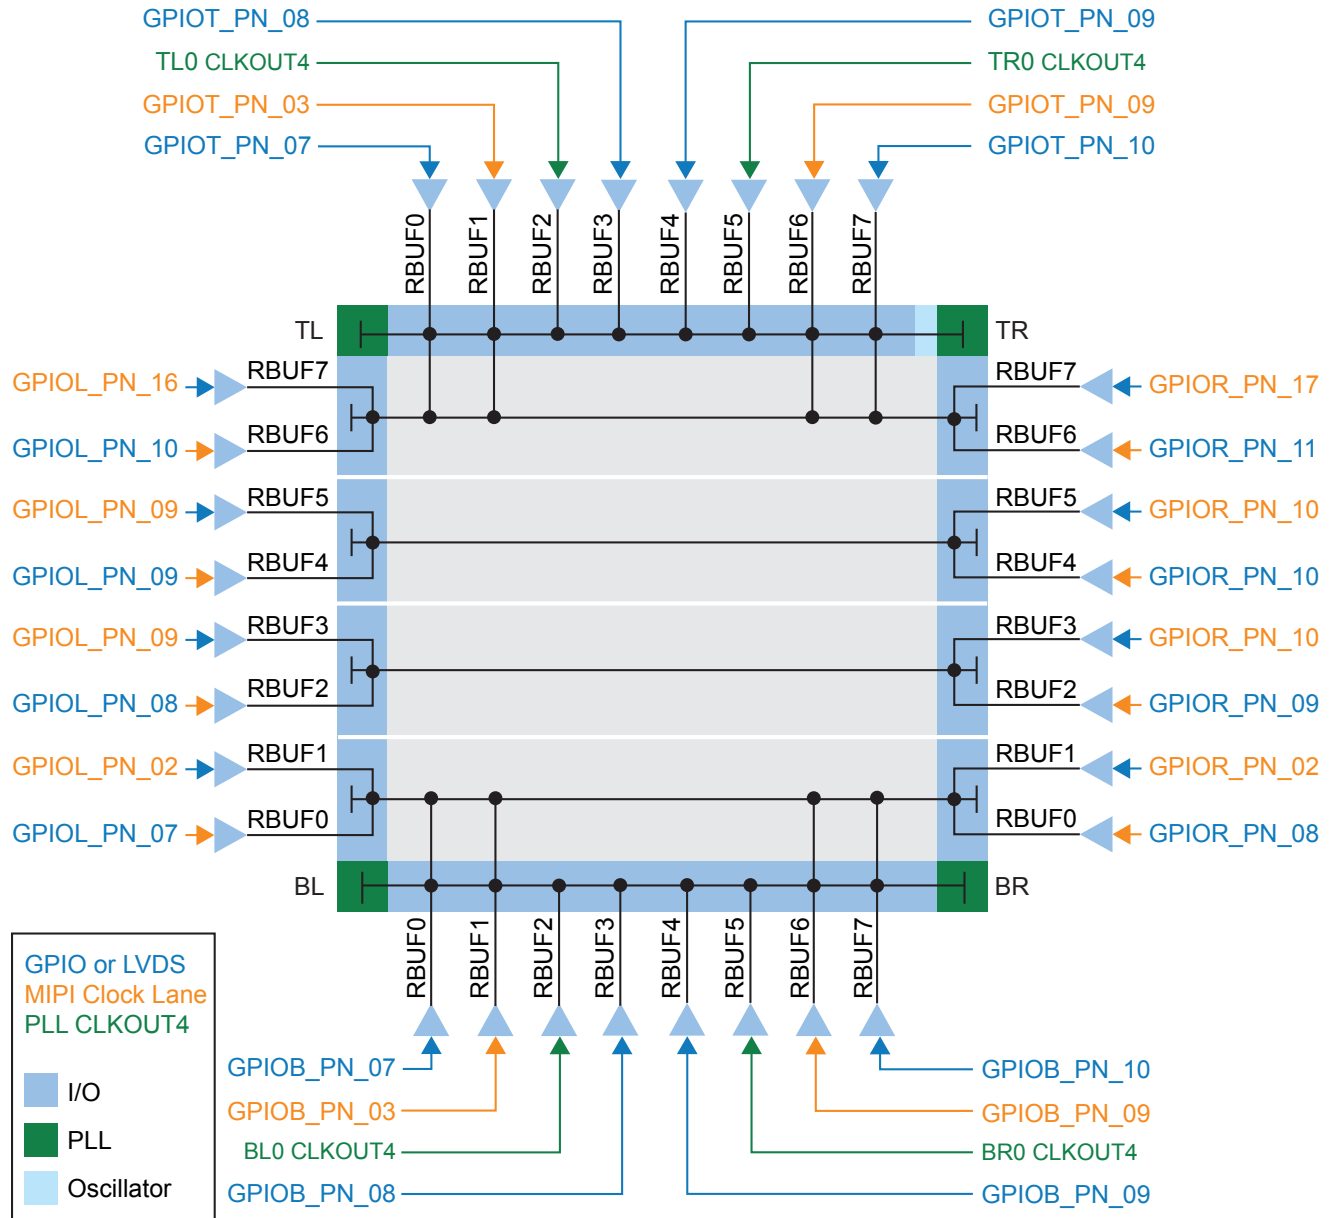 GPIOT_PN_08
GPIOT_PN_09
TL0 CLKOUT4
TR0 CLKOUT4
GPIOT_PN_03
GPIOT_PN_09
GPIOT_PN_07
GPIOT_PN_10
RBUF0
RBUF1
RBUF2
RBUF3
RBUF4
RBUF5
RBUF6
RBUF7
TL
TR
GPIOL_PN_16
RBUF7
RBUF7
GPIOR_PN_17
GPIOL_PN_10
RBUF6
RBUF6
GPIOR_PN_11
GPIOL_PN_09
RBUF5
RBUF5
GPIOR_PN_10
GPIOL_PN_09
RBUF4
RBUF4
GPIOR_PN_10
GPIOL_PN_09
RBUF3
RBUF3
GPIOR_PN_10
GPIOL_PN_08
RBUF2
RBUF2
GPIOR_PN_09
GPIOL_PN_02
RBUF1
RBUF1
GPIOR_PN_02
GPIOL_PN_07
RBUF0
RBUF0
GPIOR_PN_08
BL
BR
RBUF0
RBUF1
RBUF2
RBUF3
RBUF4
RBUF5
RBUF6
RBUF7
GPIOB_PN_07
GPIOB_PN_10
GPIOB_PN_03
GPIOB_PN_09
BL0 CLKOUT4
BR0 CLKOUT4
GPIOB_PN_08
GPIOB_PN_09
GPIO or LVDS
MIPI Clock Lane
PLL CLKOUT4
I/O
PLL
Oscillator